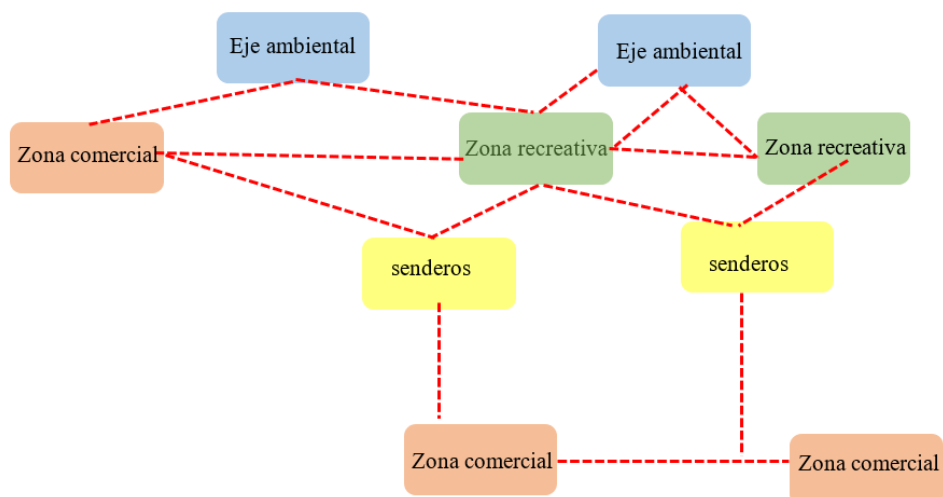 Eje ambiental
Eje ambiental
Zona comercial
Zona recreativa
Zona recreativa
senderos
senderos
Zona comercial
Zona comercial